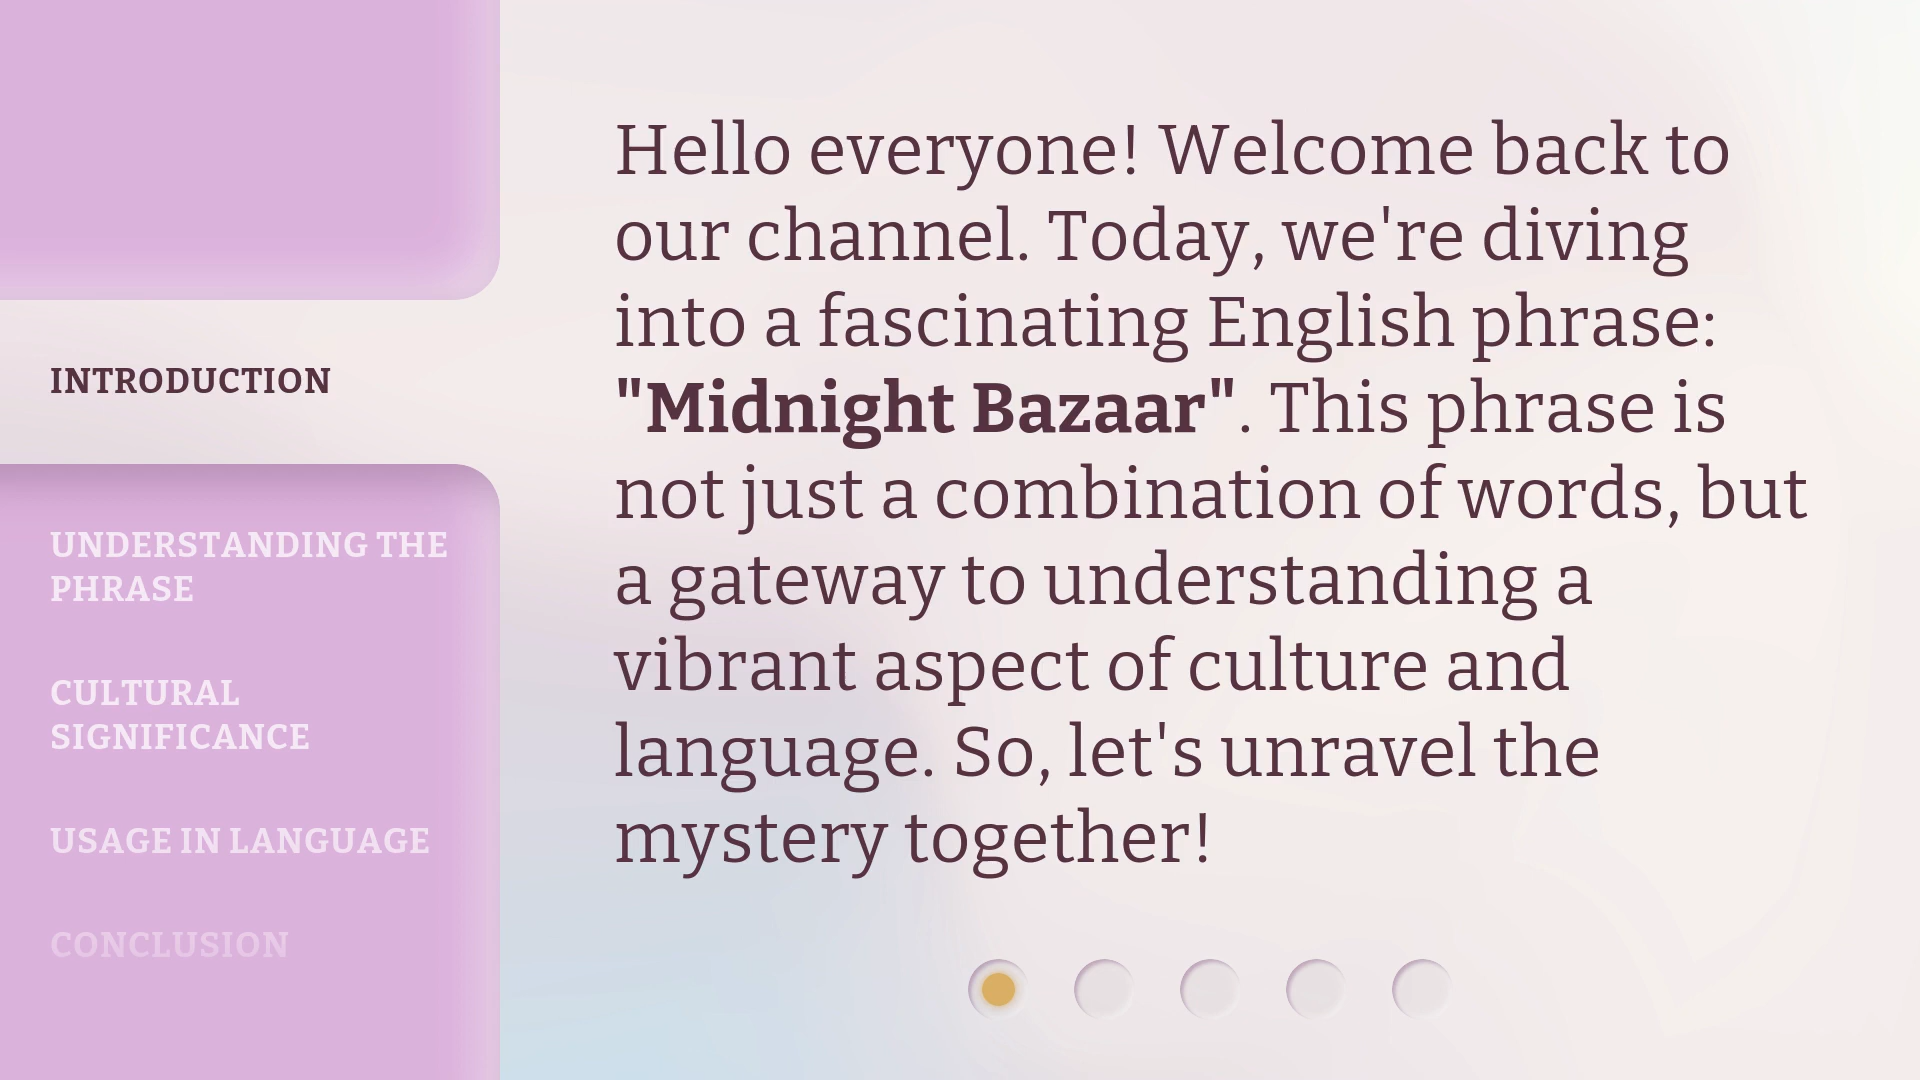 INTRODUCTION
UNDERSTANDING THE
PHRASE
CULTURAL
SIGNIFICANCE
USAGE IN LANGUAGE
CONCLUSION
Hello everyone! Welcome back to
our channel. Today, we're diving
into a fascinating English phrase:
"Midnight Bazaar". This phrase is
not just a combination of words, but
a gateway to understanding a
vibrant aspect of culture and
language. So, let's unravel the
mystery together!